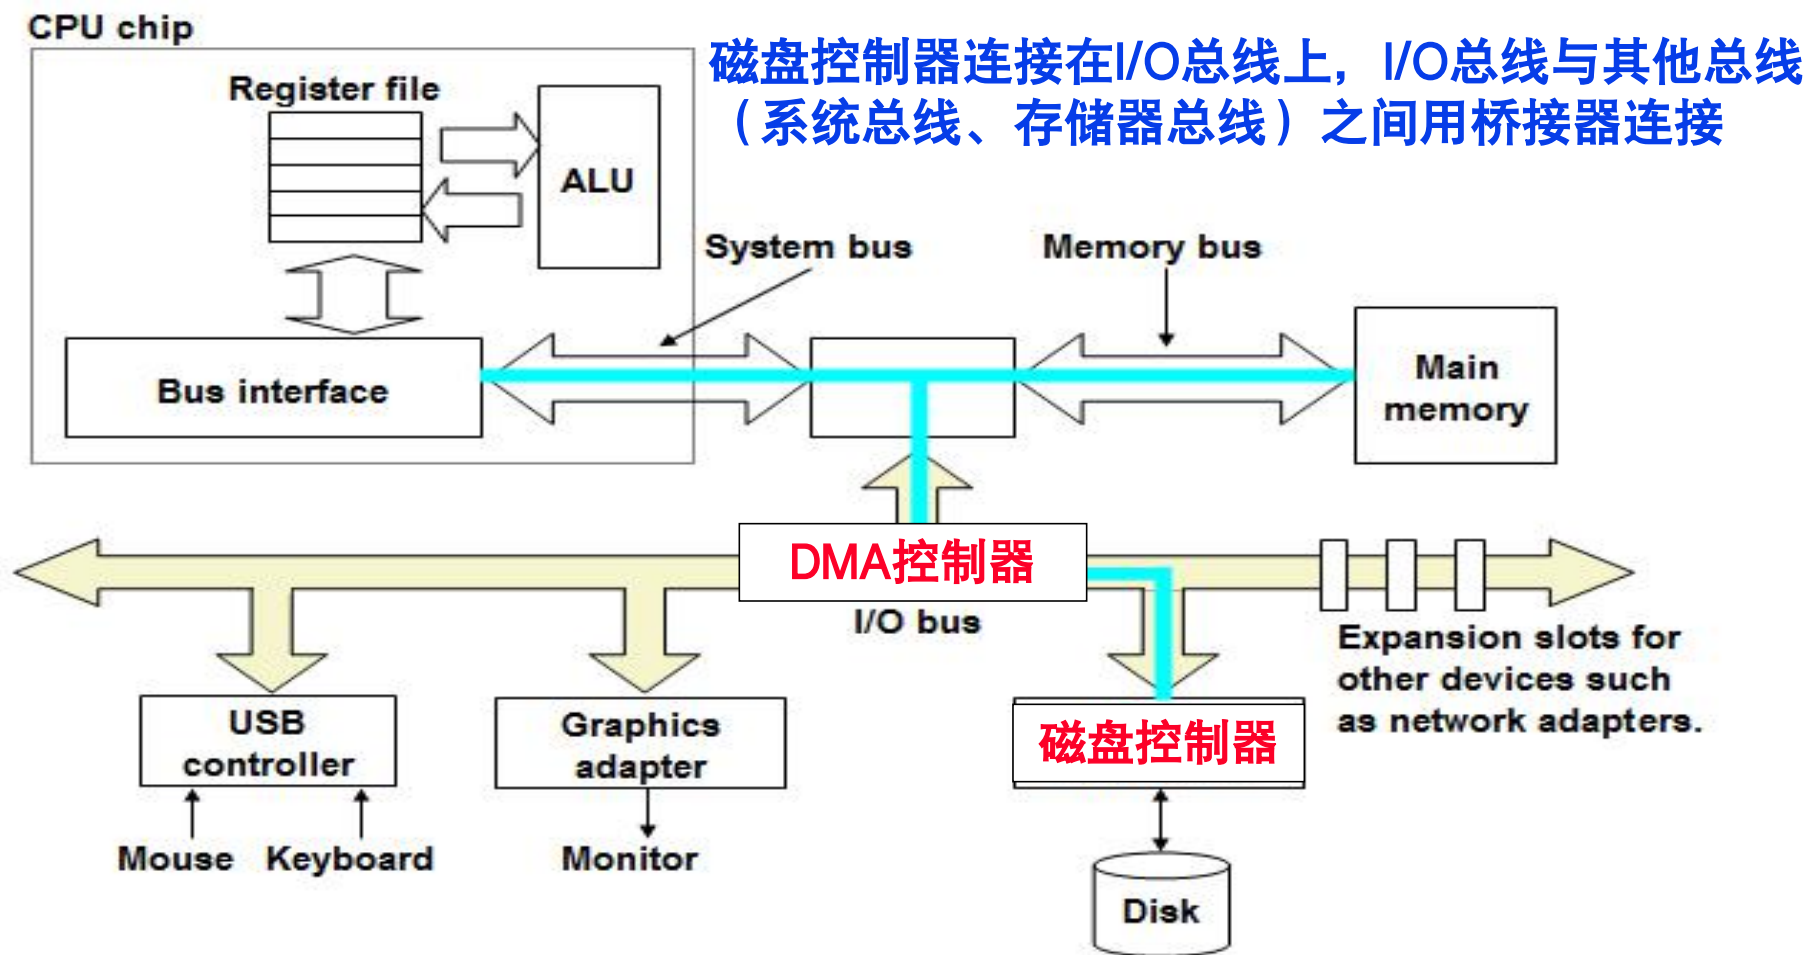 CPU chip
磁盘控制器连接在I/O总线上，I/O总线与其他总线
（系统总线、存储器总线）之间用桥接器连接
Register file
ALU
System bus
Memory bus
Bus interface
Main
memory
DMA控制器
I/O bus
Expansion slots for
other devices such
as network adapters.
USB
controller
Graphics
adapter
磁盘控制器
Mouse
Keyboard
Monitor
Disk